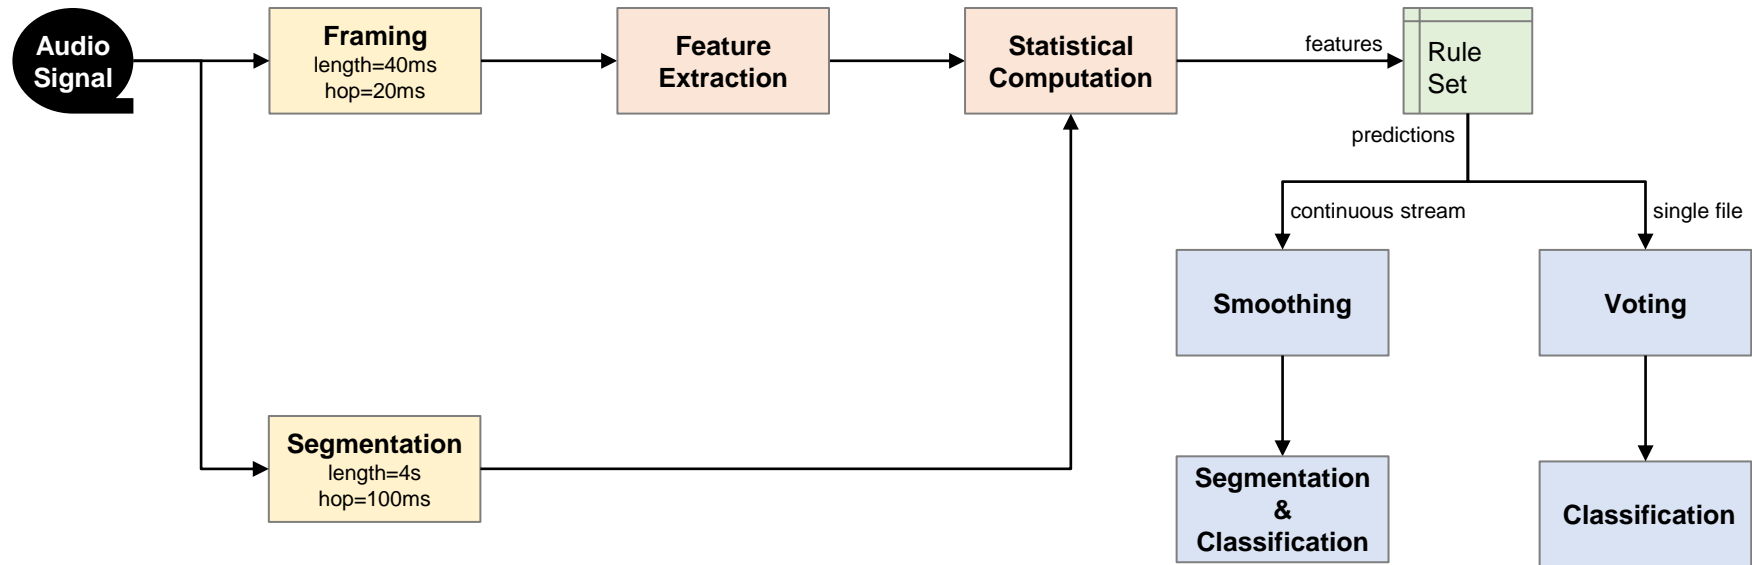 Audio
Signal
Framing
length=40ms
hop=20ms
Feature
Extraction
Statistical
Computation
features
Rule
Set
predictions
continuous stream
single file
Smoothing
Voting
Segmentation
length=4s
hop=100ms
Segmentation
&
Classification
Classification